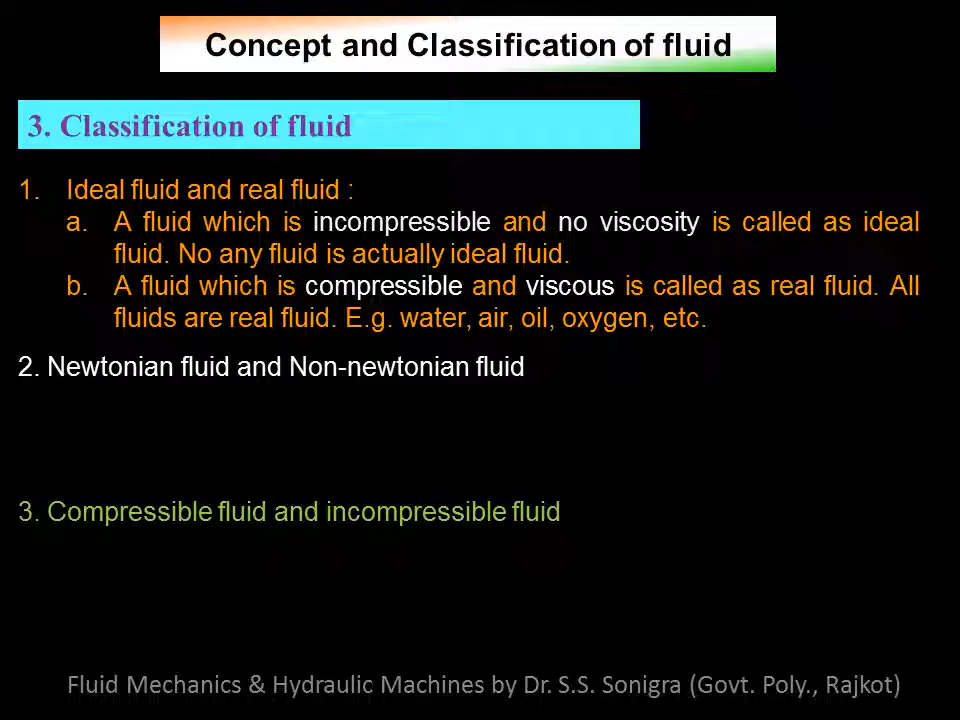 Concept and Classification of fluid
3. Classification of fluid
1. Ideal fluid and real fluid :
a. A fluid which is incompressible and no viscosity is called as ideal
fluid. No any fluid is actually ideal fluid.
b. A fluid which is compressible and viscous is called as real fluid. All
fluids are real fluid. E.g. water, air, oil, oxygen, etc.
2. Newtonian fluid and Non-newtonian fluid
3. Compressible fluid and incompressible fluid
Fluid Mechanics & Hydraulic Machines by Dr. S.S. Sonigra (Govt. Poly., Rajkot)